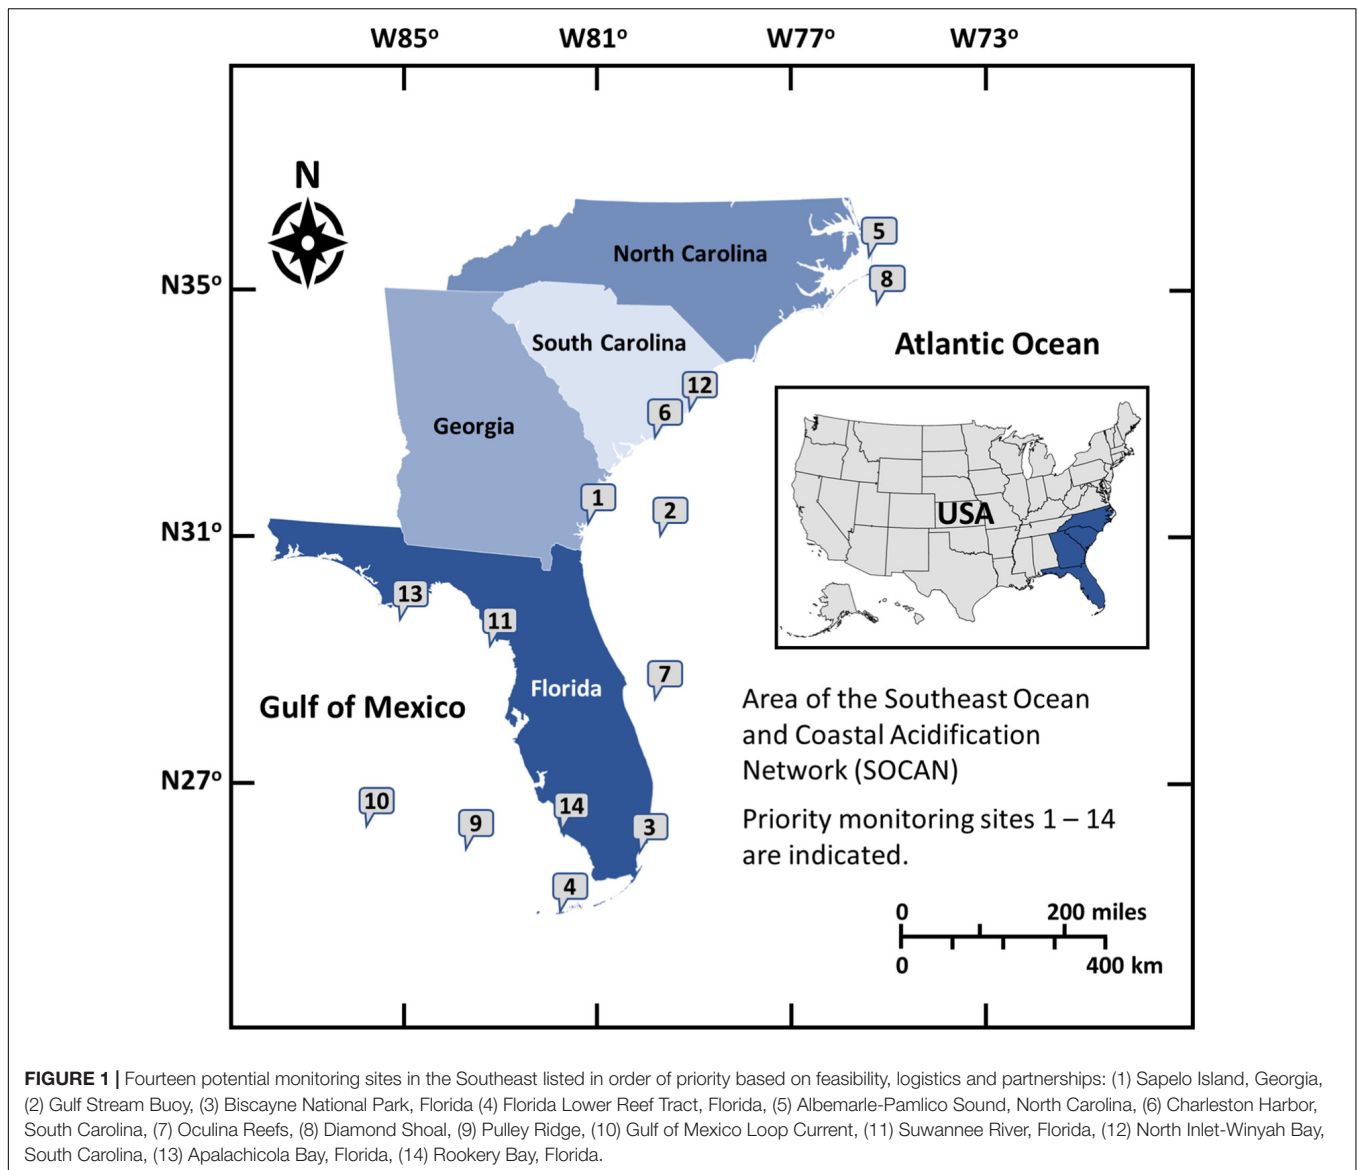 W85º W81º W77º W73º
N
5
North Carolina
8
N35º
South Carolina
Atlantic Ocean
12
6
Georgia
1
2
USA
N31º
13
11
7
Florida
Gulf of Mexico
Area of the Southeast Ocean
and Coastal Acidification
Network (SOCAN)
N27º
10
9
14
3
Priority monitoring sites 1 – 14
are indicated.
4
0 200 miles
0 400 km
FIGURE 1 | Fourteen potential monitoring sites in the Southeast listed in order of priority based on feasibility, logistics and partnerships: (1) Sapelo Island, Georgia,
(2) Gulf Stream Buoy, (3) Biscayne National Park, Florida (4) Florida Lower Reef Tract, Florida, (5) Albemarle-Pamlico Sound, North Carolina, (6) Charleston Harbor,
South Carolina, (7) Oculina Reefs, (8) Diamond Shoal, (9) Pulley Ridge, (10) Gulf of Mexico Loop Current, (11) Suwannee River, Florida, (12) North Inlet-Winyah Bay,
South Carolina, (13) Apalachicola Bay, Florida, (14) Rookery Bay, Florida.